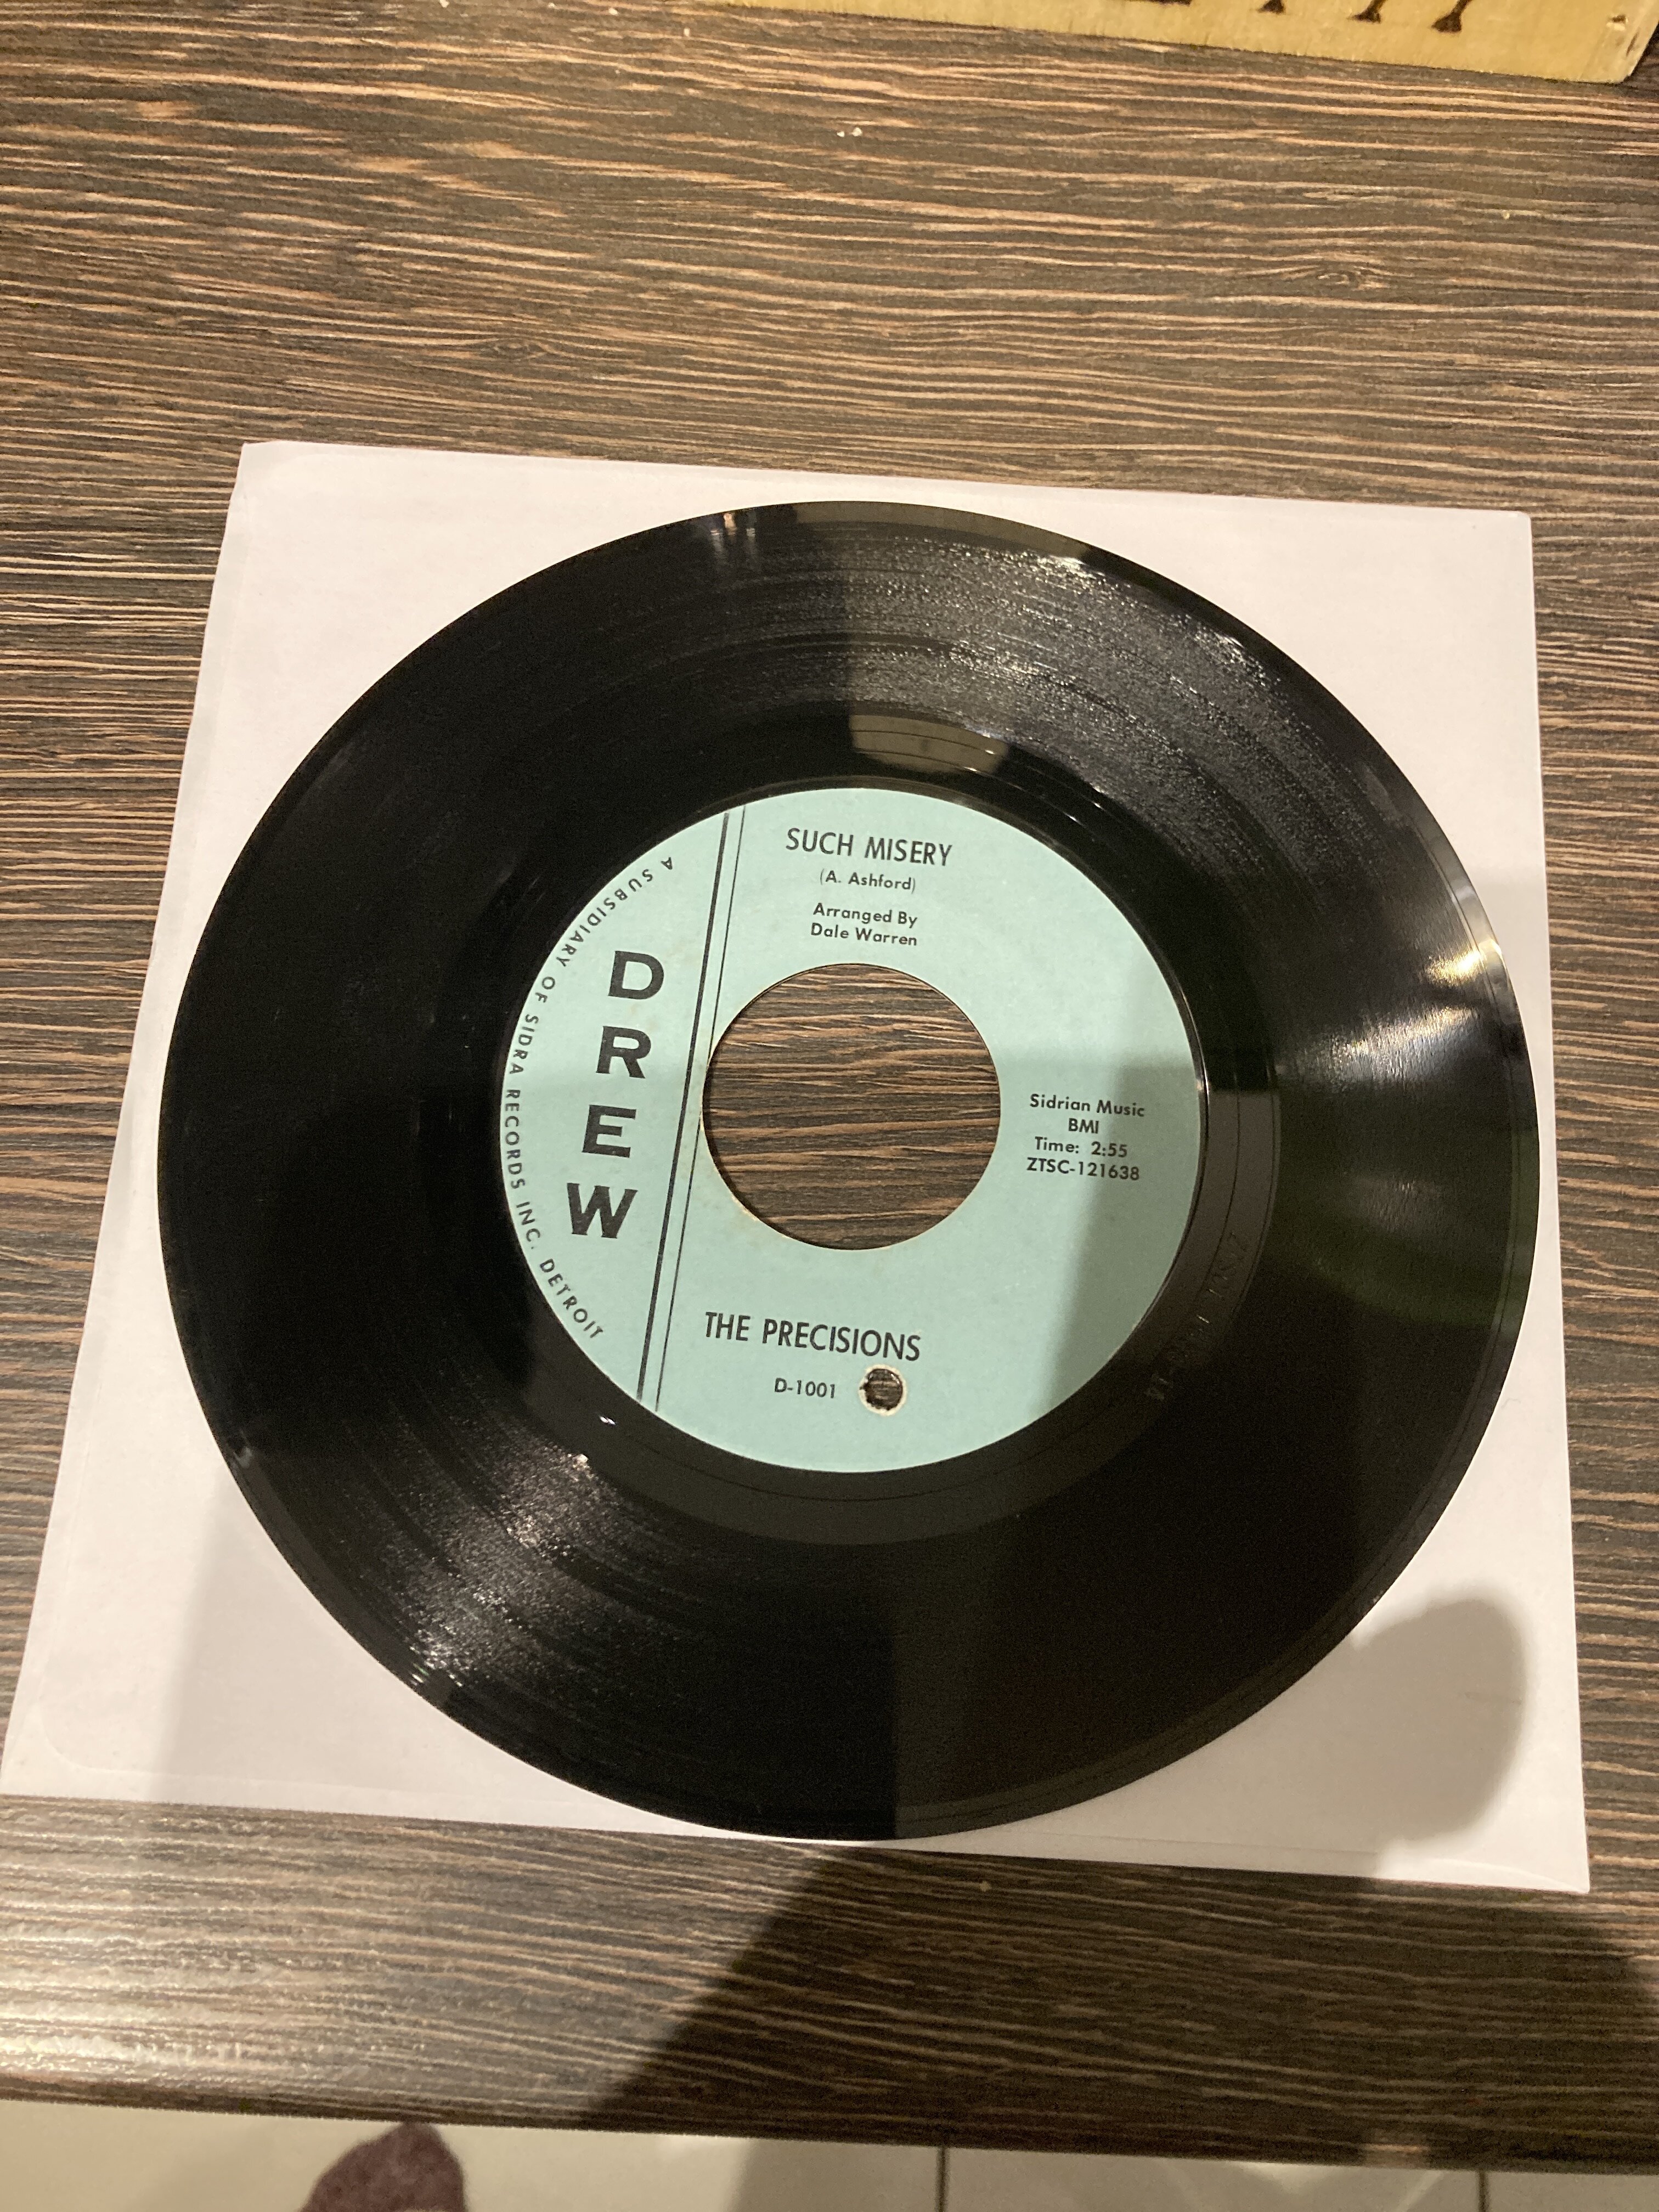 SUCH MISERY
(A. Ashford)
Arranged By
Dale Warren
DREW
A SUBSIDIARY OF SIDRA RECORDS INC. DETROIT
Sidrian Music
BMI
Time: 2:55
ZTSC-121638
THE PRECISIONS
D-1001